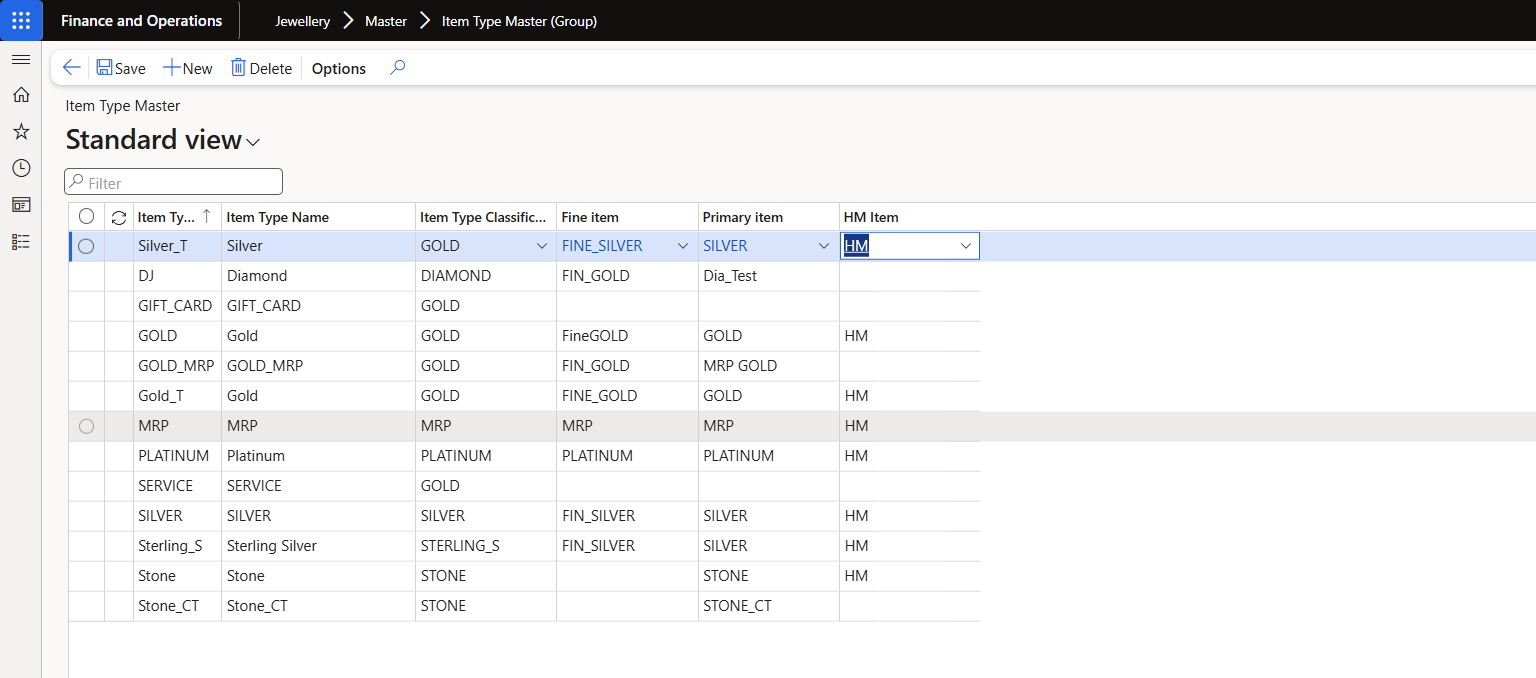 Finance and Operations Jewellery Master Item Type Master (Group)
Save New Delete Options
Item Type Master
Standard view
Filter
Item Ty... Item Type Name Item Type Classific... Fine item Primary item HM Item
Silver_T Silver GOLD FINE_SILVER SILVER HM
DJ Diamond DIAMOND FIN_GOLD Dia_Test
GIFT_CARD GIFT_CARD GOLD
GOLD Gold GOLD FineGOLD GOLD HM
GOLD_MRP GOLD_MRP GOLD FIN_GOLD MRP GOLD
Gold_T Gold GOLD FINE_GOLD GOLD HM
MRP MRP MRP MRP MRP HM
PLATINUM Platinum PLATINUM PLATINUM PLATINUM HM
SERVICE SERVICE GOLD
SILVER SILVER SILVER FIN_SILVER SILVER HM
Sterling_S Sterling Silver STERLING_S FIN_SILVER SILVER HM
Stone Stone STONE STONE HM
Stone_CT Stone_CT STONE STONE_CT